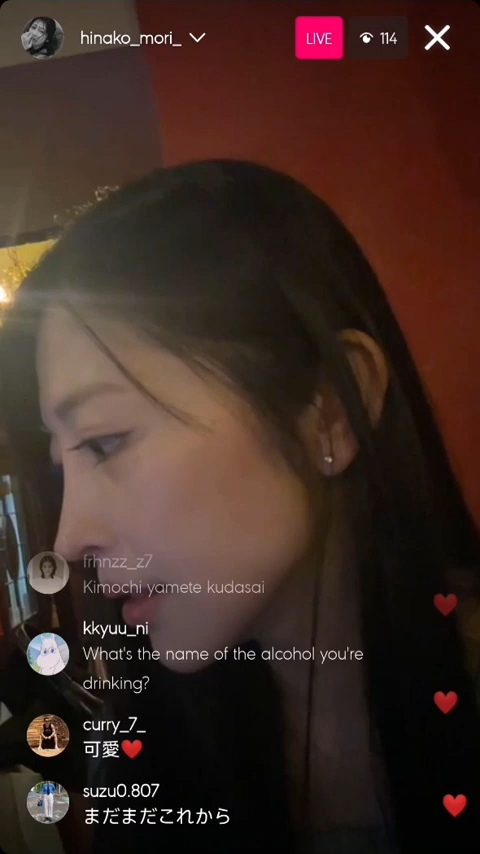 hinako_mori_
LIVE
114
frhnzz_z7
Kimochi yamete kudasai
kkyuu_ni
What's the name of the alcohol you're
drinking?
curry_7_
可愛❤️
suzu0.807
まだまだこれから